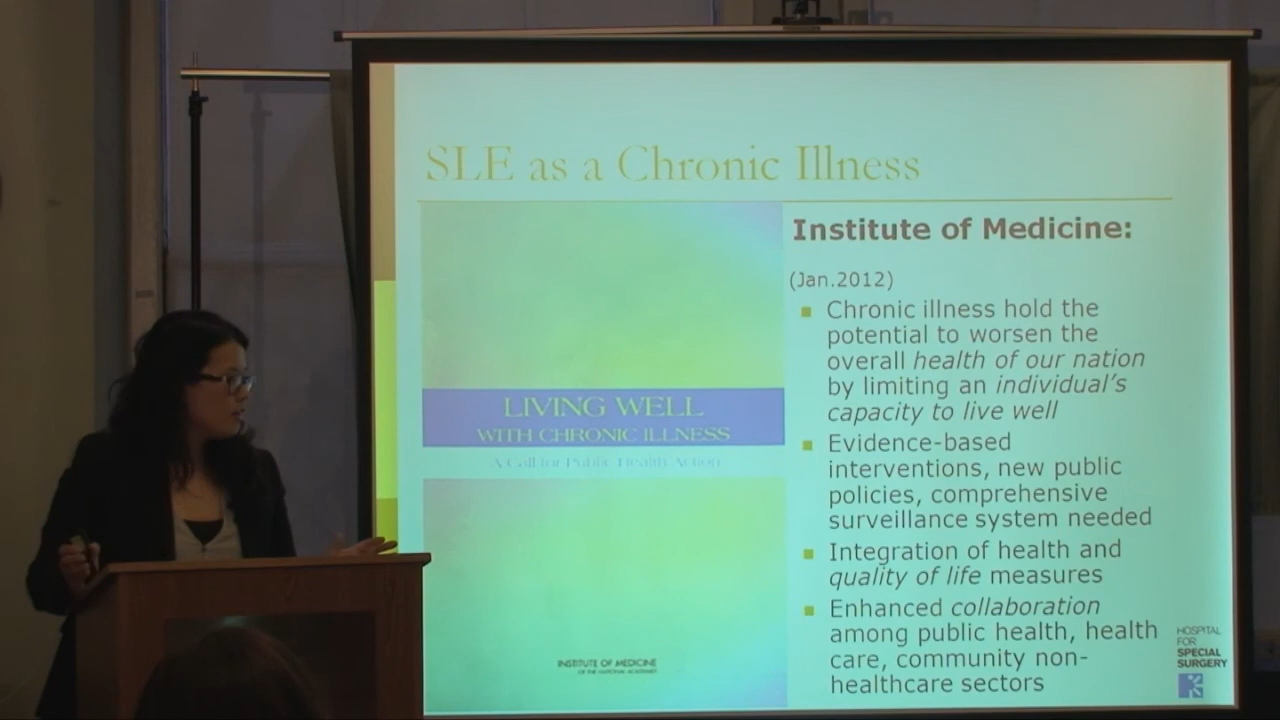 SLE as a Chronic Illness
LIVING WELL
WITH CHRONIC ILLNESS
A Call for Public Health Action
INSTITUTE OF MEDICINE
OF THE NATIONAL ACADEMIES
Institute of Medicine:
(Jan.2012)
Chronic illness hold the
potential to worsen the
overall health of our nation
by limiting an individual's
capacity to live well
Evidence-based
interventions, new public
policies, comprehensive
surveillance system needed
Integration of health and
quality of life measures
Enhanced collaboration
among public health, health
care, community non-
healthcare sectors
HOSPITAL
FOR
SPECIAL
SURGERY